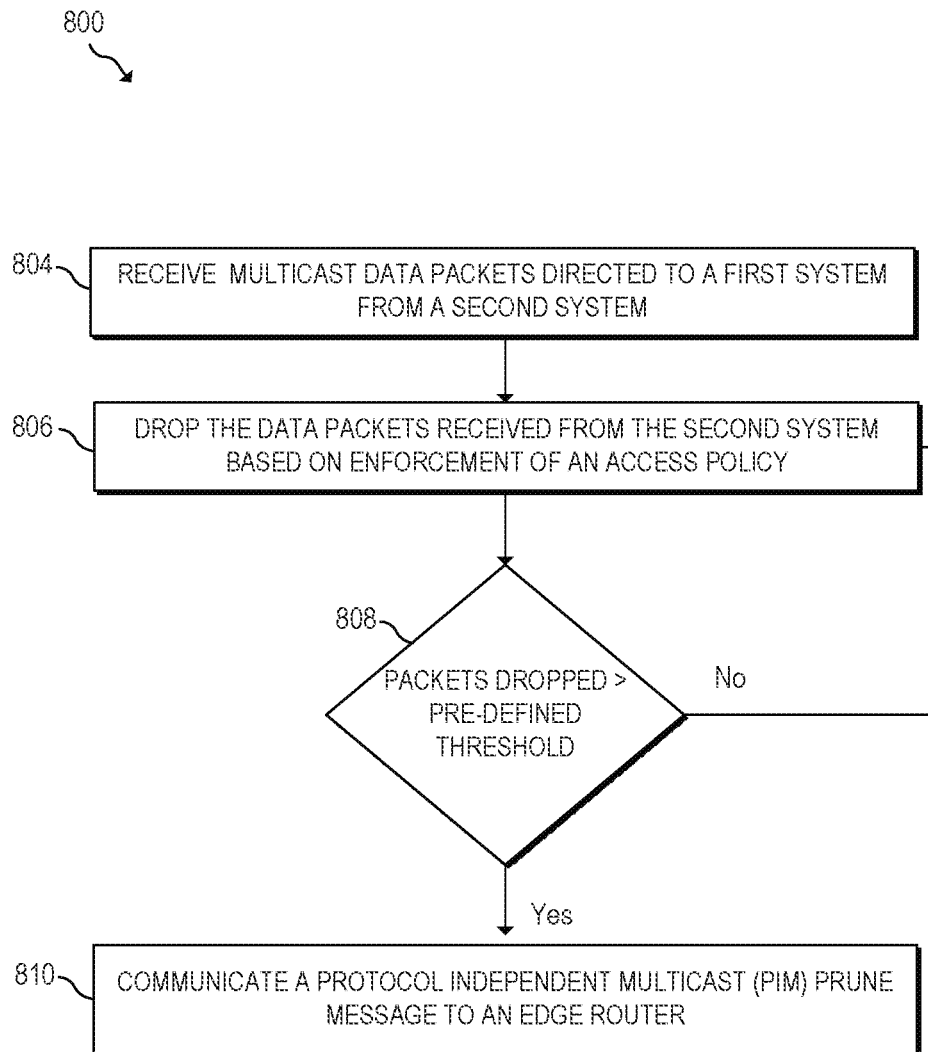 800
804
RECEIVE MULTICAST DATA PACKETS DIRECTED TO A FIRST SYSTEM
FROM A SECOND SYSTEM
806
DROP THE DATA PACKETS RECEIVED FROM THE SECOND SYSTEM
BASED ON ENFORCEMENT OF AN ACCESS POLICY
808
PACKETS DROPPED >
PRE-DEFINED
THRESHOLD
No
Yes
810
COMMUNICATE A PROTOCOL INDEPENDENT MULTICAST (PIM) PRUNE
MESSAGE TO AN EDGE ROUTER